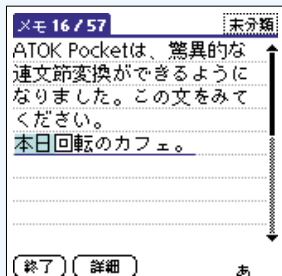 メモ 16 / 57 未分類
ATOK Pocketは、驚異的な
連文節変換ができるように
なりました。この文をみて
ください。
本日回転のカフェ。
終了 詳細 あ